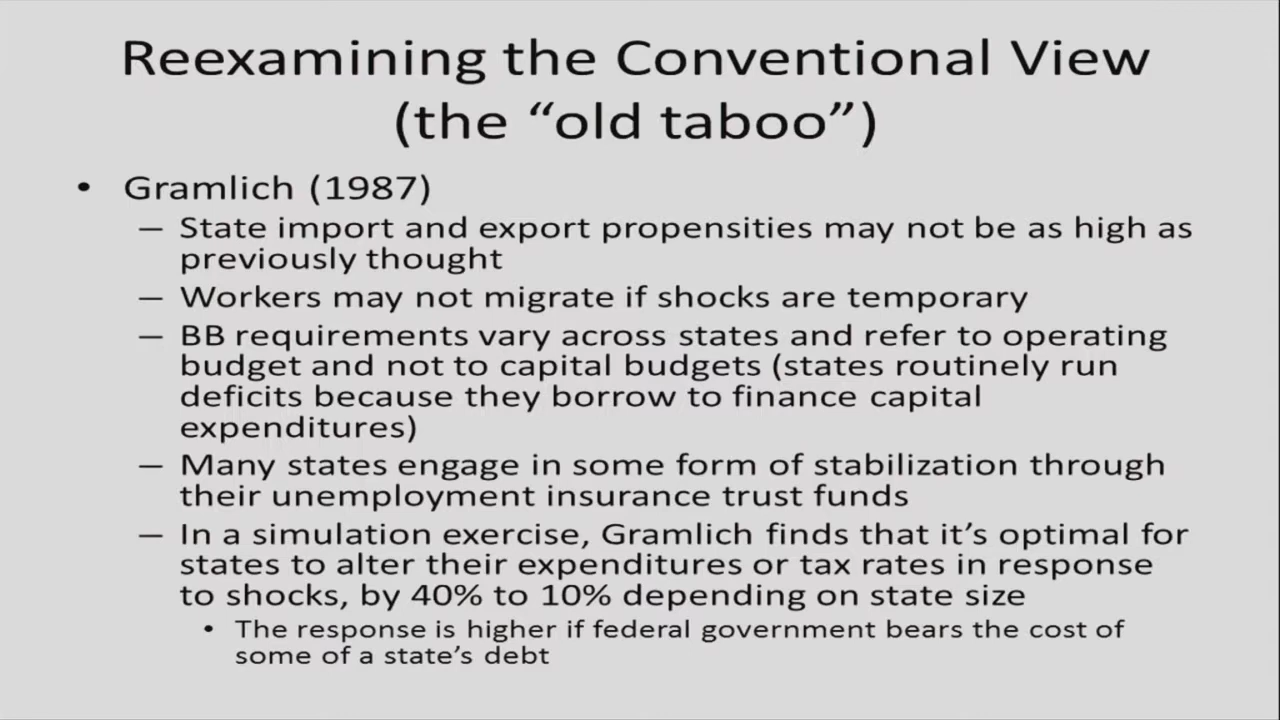 Reexamining the Conventional View
(the “old taboo”)
• Gramlich (1987)
– State import and export propensities may not be as high as
previously thought
– Workers may not migrate if shocks are temporary
– BB requirements vary across states and refer to operating
budget and not to capital budgets (states routinely run
deficits because they borrow to finance capital
expenditures)
– Many states engage in some form of stabilization through
their unemployment insurance trust funds
– In a simulation exercise, Gramlich finds that it’s optimal for
states to alter their expenditures or tax rates in response
to shocks, by 40% to 10% depending on state size
• The response is higher if federal government bears the cost of
some of a state’s debt